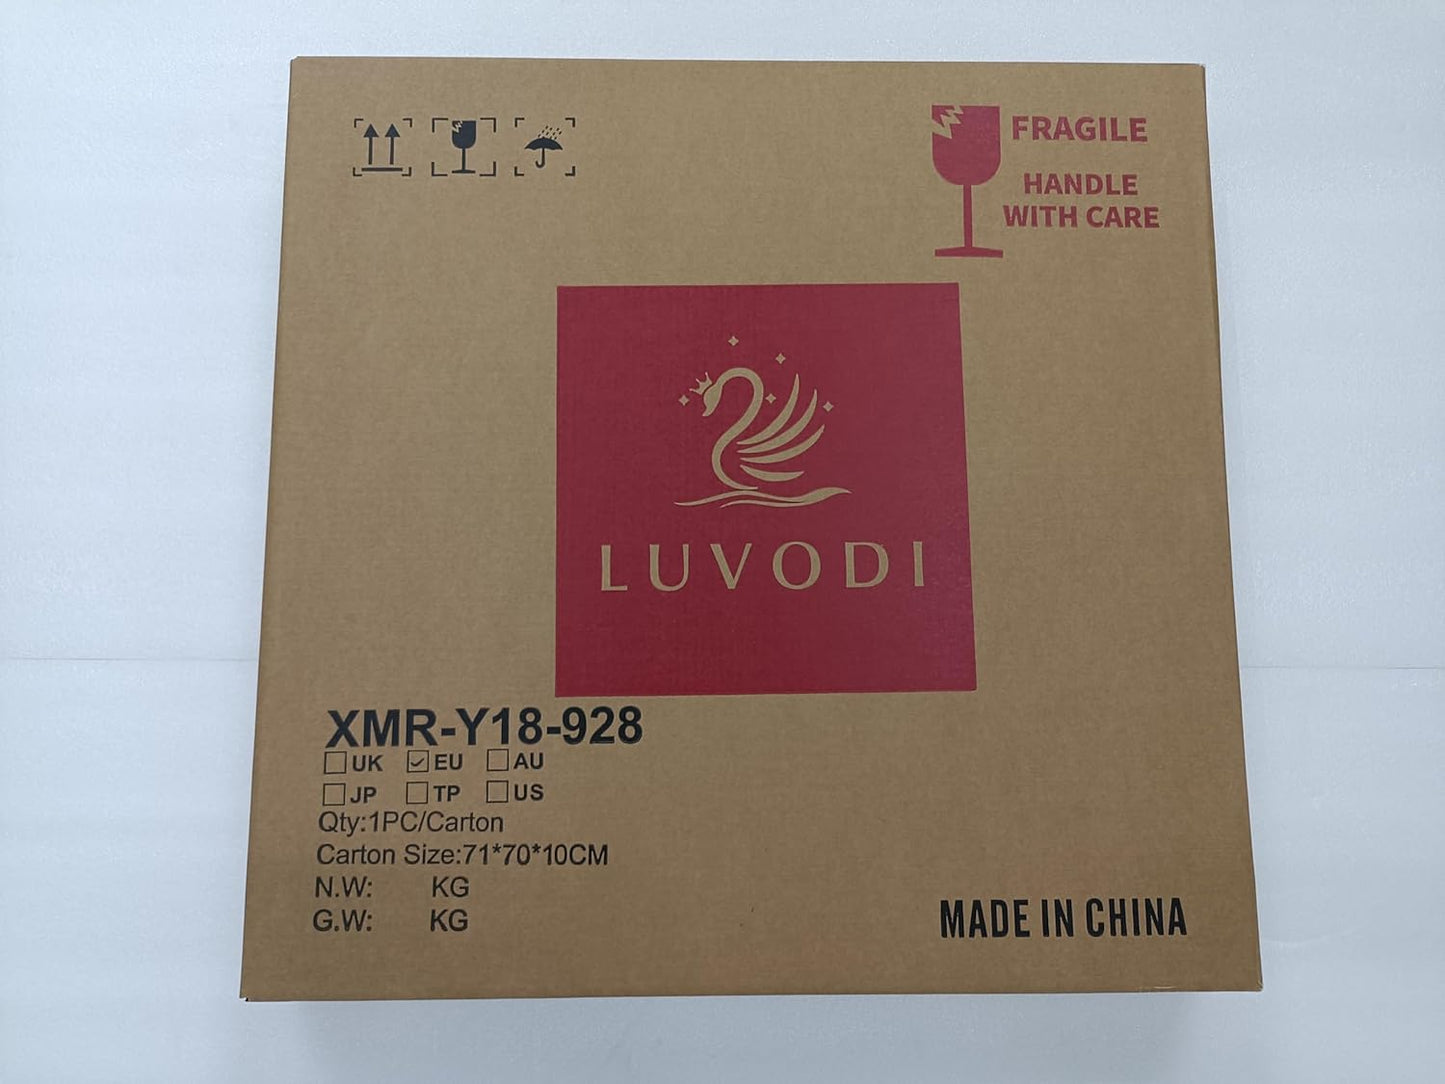 FRAGILE
HANDLE
WITH CARE
LUVODI
XMR-Y18-928
UK EU AU
JP TP US
Qty:1PC/Carton
Carton Size:71*70*10CM
N.W: KG
G.W: KG
MADE IN CHINA